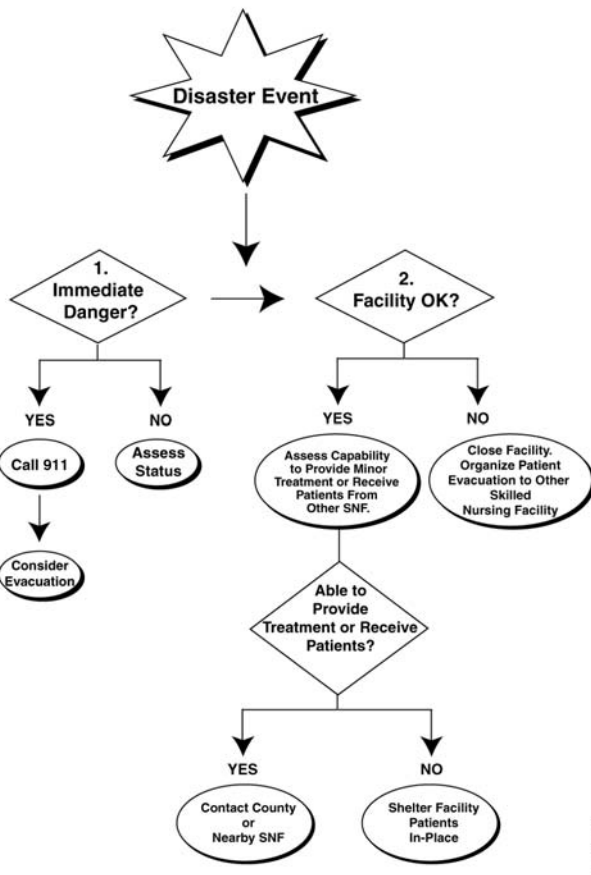 Disaster Event
1.
Immediate
Danger?
2.
Facility OK?
YES
NO
YES
NO
Call 911
Assess
Status
Assess Capability
to Provide Minor
Treatment or Receive
Patients From
Other SNF.
Close Facility.
Organize Patient
Evacuation to Other
Skilled
Nursing Facility
Consider
Evacuation
Able to
Provide
Treatment or Receive
Patients?
YES
NO
Contact County
or
Nearby SNF
Shelter Facility
Patients
In-Place